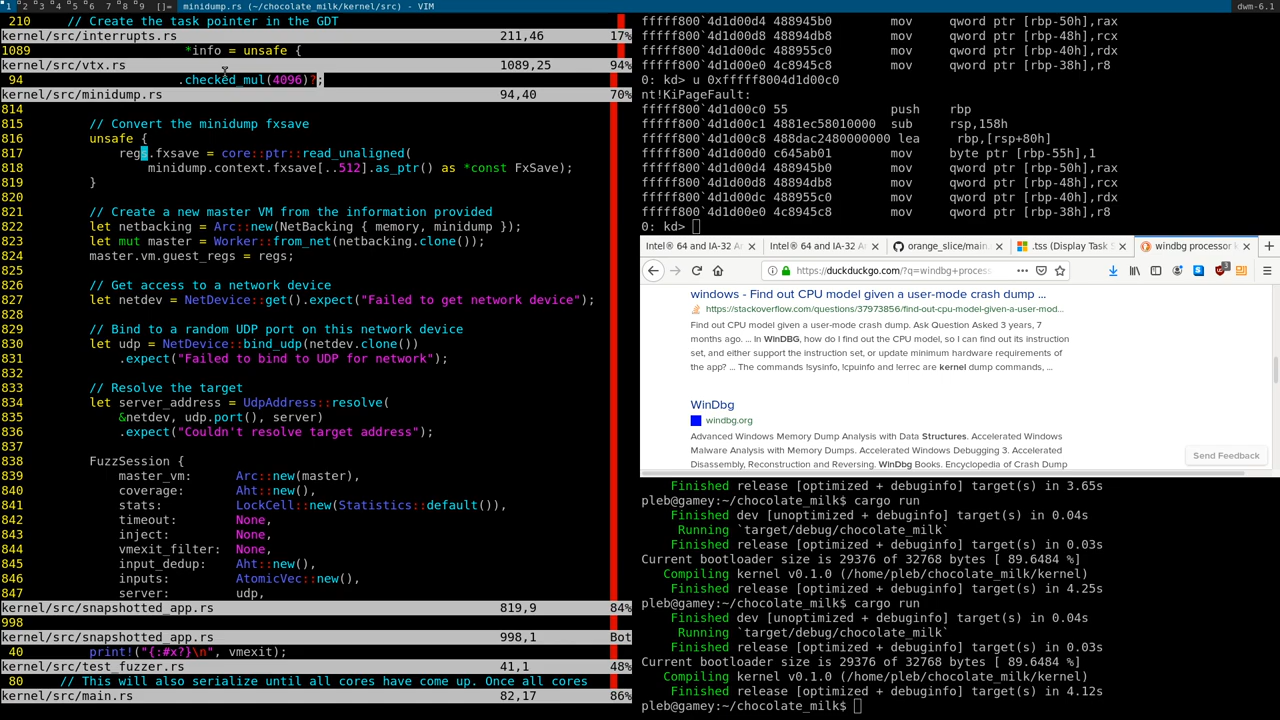 1 2 3 4 5 6 7 8 9 []= minidump.rs (~/chocolate_milk/kernel/src) - VIM dwm-6.1
210 // Create the task pointer in the GDT
kernel/src/interrupts.rs 211,46 17%
1089 *info = unsafe {
kernel/src/vtx.rs 1089,25 94%
94 .checked_mul(4096)?;
kernel/src/minidump.rs 94,40 70%
814
815 // Convert the minidump fxsave
816 unsafe {
817 regs.fxsave = core::ptr::read_unaligned(
818 minidump.context.fxsave[..512].as_ptr() as *const FxSave);
819 }
820
821 // Create a new master VM from the information provided
822 let netbacking = Arc::new(NetBacking { memory, minidump });
823 let mut master = Worker::from_net(netbacking.clone());
824 master.vm.guest_regs = regs;
825
826 // Get access to a network device
827 let netdev = NetDevice::get().expect("Failed to get network device");
828
829 // Bind to a random UDP port on this network device
830 let udp = NetDevice::bind_udp(netdev.clone())
831 .expect("Failed to bind to UDP for network");
832
833 // Resolve the target
834 let server_address = UdpAddress::resolve(
835 &netdev, udp.port(), server)
836 .expect("Couldn't resolve target address");
837
838 FuzzSession {
839 master_vm: Arc::new(master),
840 coverage: Aht::new(),
841 stats: LockCell::new(Statistics::default()),
842 timeout: None,
843 inject: None,
844 vmexit_filter: None,
845 input_dedup: Aht::new(),
846 inputs: AtomicVec::new(),
847 server: udp,
kernel/src/snapshotted_app.rs 819,9 84%
998
kernel/src/snapshotted_app.rs 998,1 Bot
40 print!("{:#x?}\n", vmexit);
kernel/src/test_fuzzer.rs 41,1 48%
80 // This will also serialize until all cores have come up. Once all cores
kernel/src/main.rs 82,17 86%
fffff800`4d1d00d4 488945b0 mov qword ptr [rbp-50h],rax
fffff800`4d1d00d8 48894db8 mov qword ptr [rbp-48h],rcx
fffff800`4d1d00dc 488955c0 mov qword ptr [rbp-40h],rdx
fffff800`4d1d00e0 4c8945c8 mov qword ptr [rbp-38h],r8
0: kd> u 0xfffff8004d1d00c0
nt!KiPageFault:
fffff800`4d1d00c0 55 push rbp
fffff800`4d1d00c1 4881ec58010000 sub rsp,158h
fffff800`4d1d00c8 488dac2480000000 lea rbp,[rsp+80h]
fffff800`4d1d00d0 c645ab01 mov byte ptr [rbp-55h],1
fffff800`4d1d00d4 488945b0 mov qword ptr [rbp-50h],rax
fffff800`4d1d00d8 48894db8 mov qword ptr [rbp-48h],rcx
fffff800`4d1d00dc 488955c0 mov qword ptr [rbp-40h],rdx
fffff800`4d1d00e0 4c8945c8 mov qword ptr [rbp-38h],r8
0: kd>
Intel® 64 and IA-32 A Intel® 64 and IA-32 A orange_slice/main. .tss (Display Task S windbg processor k
https://duckduckgo.com/?q=windbg+process
windows - Find out CPU model given a user-mode crash dump ...
https://stackoverflow.com/questions/37973856/find-out-cpu-model-given-a-user-mod...
Find out CPU model given a user-mode crash dump. Ask Question Asked 3 years, 7
months ago. ... In WinDBG, how do I find out the CPU model, so I can find out its instruction
set, and either support the instruction set, or update minimum hardware requirements of
the app? ... The commands !sysinfo, !cpuinfo and !errec are kernel dump commands, ...
WinDbg
windbg.org
Advanced Windows Memory Dump Analysis with Data Structures. Accelerated Windows
Malware Analysis with Memory Dumps. Accelerated Windows Debugging 3. Accelerated
Disassembly, Reconstruction and Reversing. WinDbg Books. Encyclopedia of Crash Dump
Send Feedback
Finished release [optimized + debuginfo] target(s) in 3.65s
pleb@gamey:~/chocolate_milk$ cargo run
Finished dev [unoptimized + debuginfo] target(s) in 0.04s
Running `target/debug/chocolate_milk`
Finished release [optimized + debuginfo] target(s) in 0.03s
Current bootloader size is 29376 of 32768 bytes [ 89.6484 %]
Compiling kernel v0.1.0 (/home/pleb/chocolate_milk/kernel)
Finished release [optimized + debuginfo] target(s) in 4.25s
pleb@gamey:~/chocolate_milk$ cargo run
Finished dev [unoptimized + debuginfo] target(s) in 0.04s
Running `target/debug/chocolate_milk`
Finished release [optimized + debuginfo] target(s) in 0.03s
Current bootloader size is 29376 of 32768 bytes [ 89.6484 %]
Compiling kernel v0.1.0 (/home/pleb/chocolate_milk/kernel)
Finished release [optimized + debuginfo] target(s) in 4.12s
pleb@gamey:~/chocolate_milk$